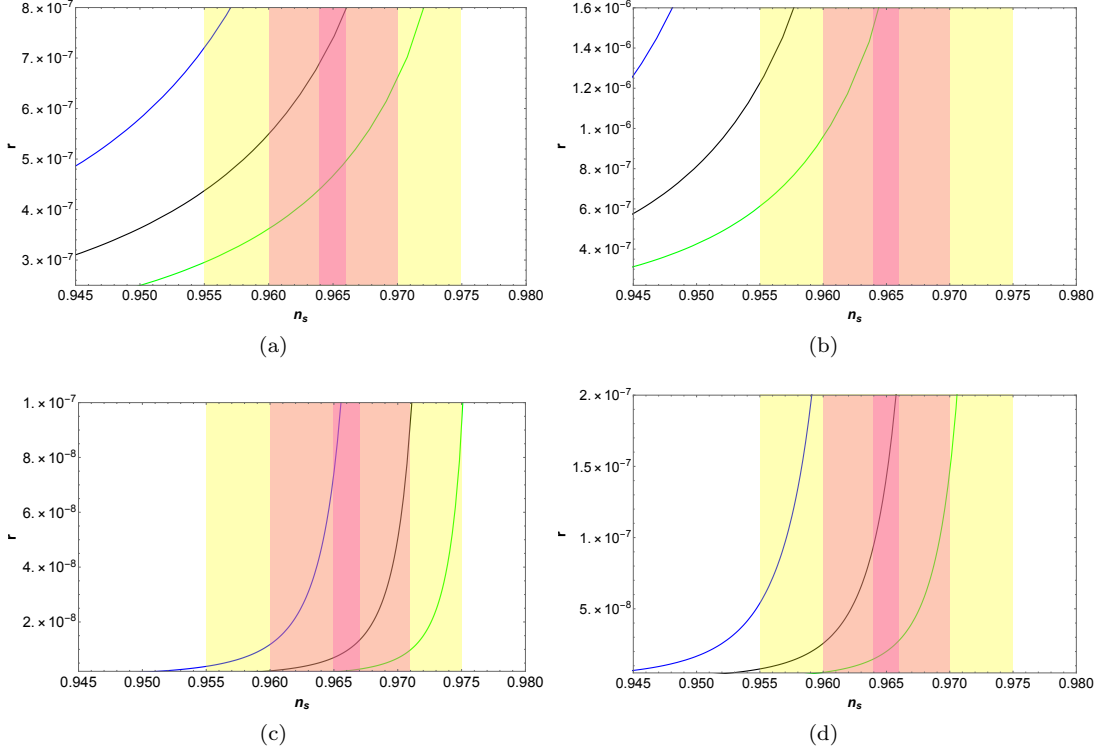 8.×10⁻⁷
7.×10⁻⁷
6.×10⁻⁷
5.×10⁻⁷
4.×10⁻⁷
3.×10⁻⁷
r
0.945 0.950 0.955 0.960 0.965 0.970 0.975 0.980
nₛ
(a)
1.6×10⁻⁶
1.4×10⁻⁶
1.2×10⁻⁶
1.×10⁻⁶
8.×10⁻⁷
6.×10⁻⁷
4.×10⁻⁷
r
0.945 0.950 0.955 0.960 0.965 0.970 0.975 0.980
nₛ
(b)
1.×10⁻⁷
8.×10⁻⁸
6.×10⁻⁸
4.×10⁻⁸
2.×10⁻⁸
r
0.945 0.950 0.955 0.960 0.965 0.970 0.975 0.980
nₛ
(c)
2.×10⁻⁷
1.5×10⁻⁷
1.×10⁻⁷
5.×10⁻⁸
r
0.945 0.950 0.955 0.960 0.965 0.970 0.975 0.980
nₛ
(d)